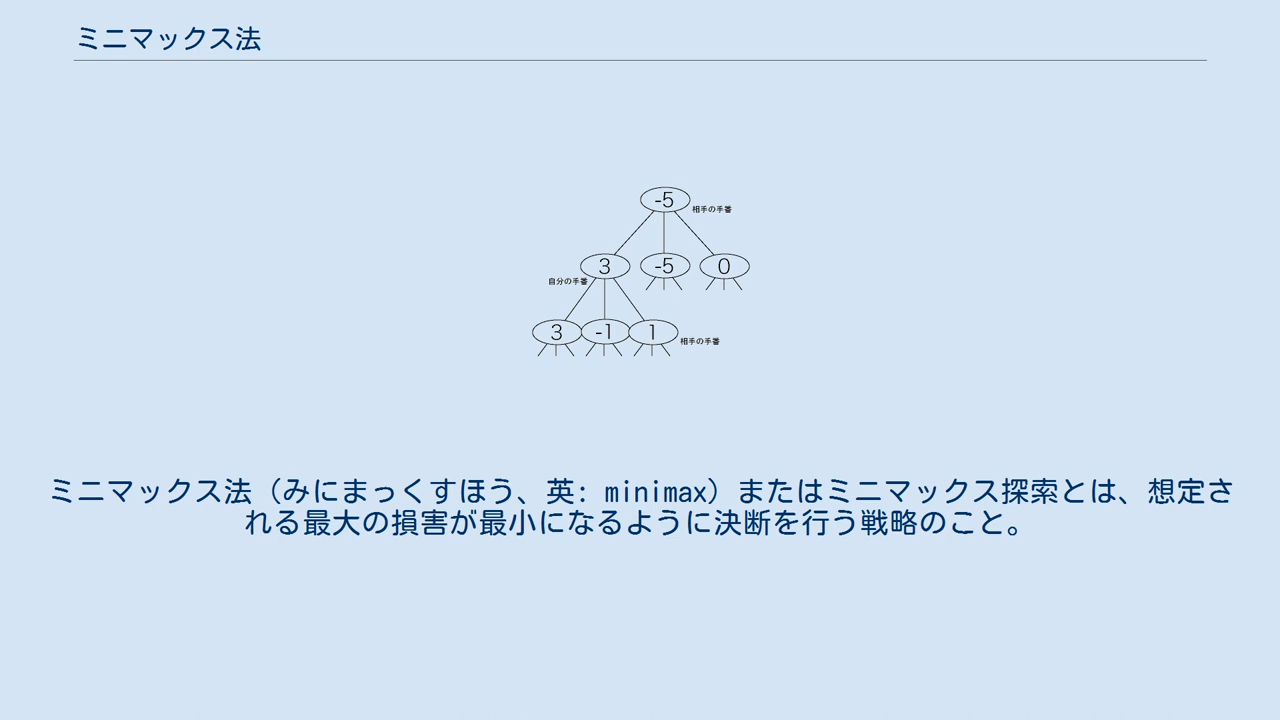 ミニマックス法
-5
相手の手番
3
-5
0
自分の手番
3
-1
1
相手の手番
ミニマックス法（みにまっくすほう、英: minimax）またはミニマックス探索とは、想定さ
れる最大の損害が最小になるように決断を行う戦略のこと。